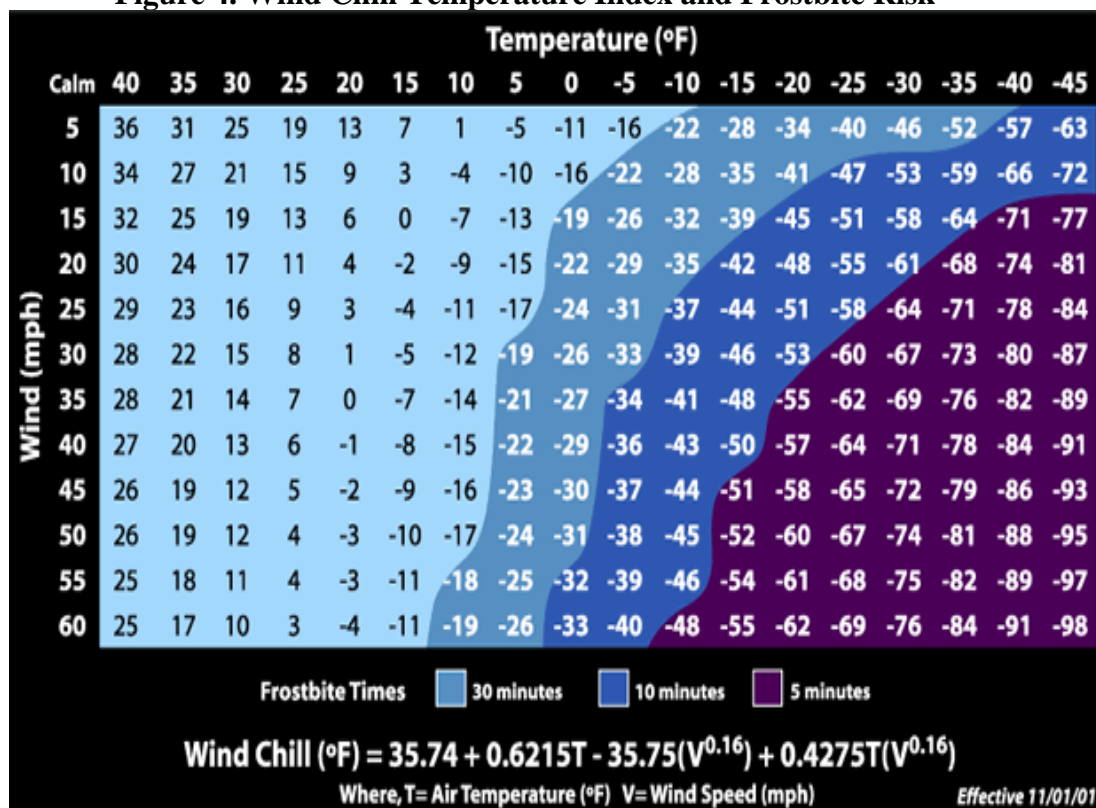 Figure 4. Wind Chill Temperature Index and Frostbite Risk
Temperature (ºF)
Calm 40 35 30 25 20 15 10 5 0 -5 -10 -15 -20 -25 -30 -35 -40 -45
5 36 31 25 19 13 7 1 -5 -11 -16 -22 -28 -34 -40 -46 -52 -57 -63
10 34 27 21 15 9 3 -4 -10 -16 -22 -28 -35 -41 -47 -53 -59 -66 -72
15 32 25 19 13 6 0 -7 -13 -19 -26 -32 -39 -45 -51 -58 -64 -71 -77
20 30 24 17 11 4 -2 -9 -15 -22 -29 -35 -42 -48 -55 -61 -68 -74 -81
25 29 23 16 9 3 -4 -11 -17 -24 -31 -37 -44 -51 -58 -64 -71 -78 -84
30 28 22 15 8 1 -5 -12 -19 -26 -33 -39 -46 -53 -60 -67 -73 -80 -87
35 28 21 14 7 0 -7 -14 -21 -27 -34 -41 -48 -55 -62 -69 -76 -82 -89
40 27 20 13 6 -1 -8 -15 -22 -29 -36 -43 -50 -57 -64 -71 -78 -84 -91
45 26 19 12 5 -2 -9 -16 -23 -30 -37 -44 -51 -58 -65 -72 -79 -86 -93
50 26 19 12 4 -3 -10 -17 -24 -31 -38 -45 -52 -60 -67 -74 -81 -88 -95
55 25 18 11 4 -3 -11 -18 -25 -32 -39 -46 -54 -61 -68 -75 -82 -89 -97
60 25 17 10 3 -4 -11 -19 -26 -33 -40 -48 -55 -62 -69 -76 -84 -91 -98
Wind (mph)
Frostbite Times 30 minutes 10 minutes 5 minutes
Wind Chill (ºF) = 35.74 + 0.6215T - 35.75(V^0.16) + 0.4275T(V^0.16)
Where, T= Air Temperature (ºF) V= Wind Speed (mph) Effective 11/01/01